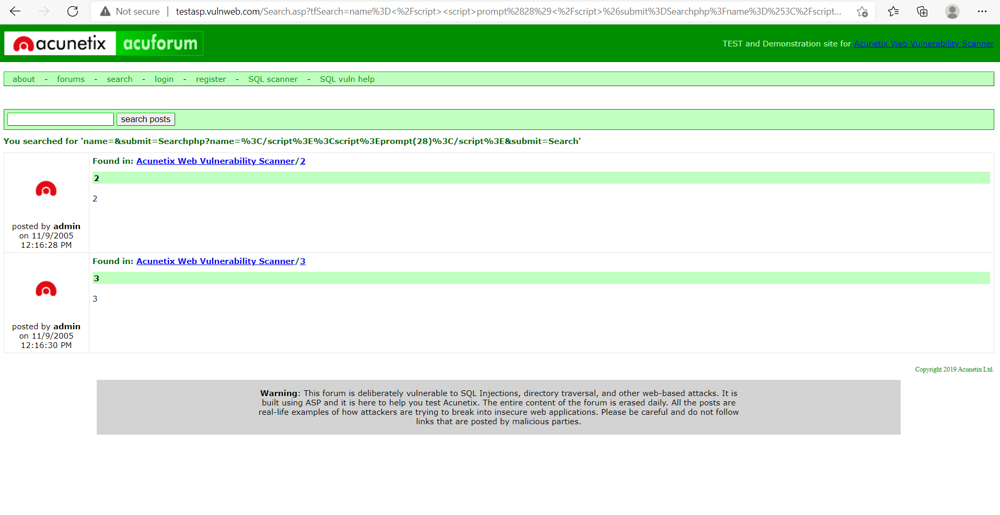 Not secure | testasp.vulnweb.com/Search.asp?tfSearch=name%3D<%2Fscript><script>prompt%2828%29<%2Fscript>%26submit%3DSearchphp%3Fname%3D%253C%2Fscript...
acunetix acuforum
TEST and Demonstration site for Acunetix Web Vulnerability Scanner
about - forums - search - login - register - SQL scanner - SQL vuln help
search posts
You searched for 'name=&submit=Searchphp?name=%3C/script%3E%3Cscript%3Eprompt(28)%3C/script%3E&submit=Search'
Found in: Acunetix Web Vulnerability Scanner/2
2
2
posted by admin
on 11/9/2005
12:16:28 PM
Found in: Acunetix Web Vulnerability Scanner/3
3
3
posted by admin
on 11/9/2005
12:16:30 PM
Copyright 2019 Acunetix Ltd.
Warning: This forum is deliberately vulnerable to SQL Injections, directory traversal, and other web-based attacks. It is
built using ASP and it is here to help you test Acunetix. The entire content of the forum is erased daily. All the posts are
real-life examples of how attackers are trying to break into insecure web applications. Please be careful and do not follow
links that are posted by malicious parties.